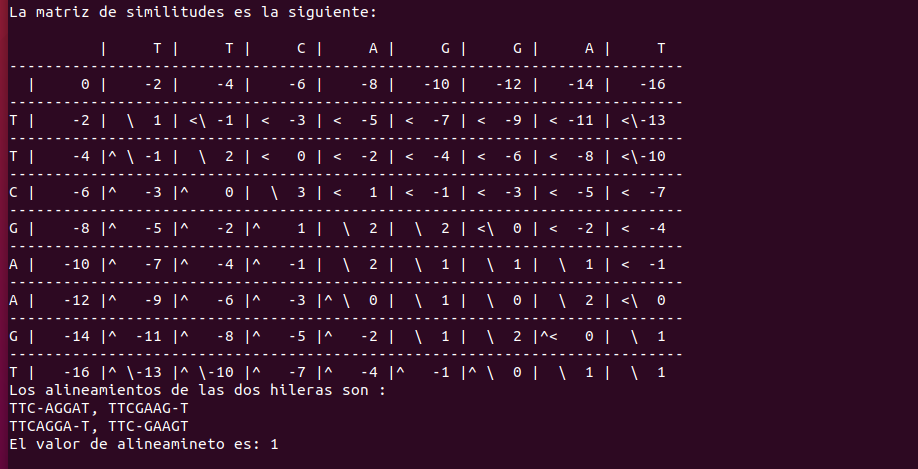 La matriz de similitudes es la siguiente:
        |     T |     T |     C |     A |     G |     G |     A |     T
---------------------------------------------------------------------------
  |     0 |    -2 |    -4 |    -6 |    -8 |   -10 |   -12 |   -14 |   -16
---------------------------------------------------------------------------
T |    -2 |  \  1 | <\ -1 | <  -3 | <  -5 | <  -7 | <  -9 | < -11 | <\-13
---------------------------------------------------------------------------
T |    -4 |^ \ -1 |  \  2 | <   0 | <  -2 | <  -4 | <  -6 | <  -8 | <\-10
---------------------------------------------------------------------------
C |    -6 |^   -3 |^    0 |  \  3 | <   1 | <  -1 | <  -3 | <  -5 | <  -7
---------------------------------------------------------------------------
G |    -8 |^   -5 |^   -2 |^    1 |  \  2 |  \  2 | <\  0 | <  -2 | <  -4
---------------------------------------------------------------------------
A |   -10 |^   -7 |^   -4 |^   -1 |  \  2 |  \  1 |  \  1 |  \  1 | <  -1
---------------------------------------------------------------------------
A |   -12 |^   -9 |^   -6 |^   -3 |^ \  0 |  \  1 |  \  0 |  \  2 | <\  0
---------------------------------------------------------------------------
G |   -14 |^  -11 |^   -8 |^   -5 |^   -2 |  \  1 |  \  2 |^<   0 |  \  1
---------------------------------------------------------------------------
T |   -16 |^ \-13 |^ \-10 |^   -7 |^   -4 |^   -1 |^ \  0 |  \  1 |  \  1
Los alineamientos de las dos hileras son :
TTC-AGGAT, TTCGAAG-T
TTCAGGA-T, TTC-GAAGT
El valor de alineamineto es: 1